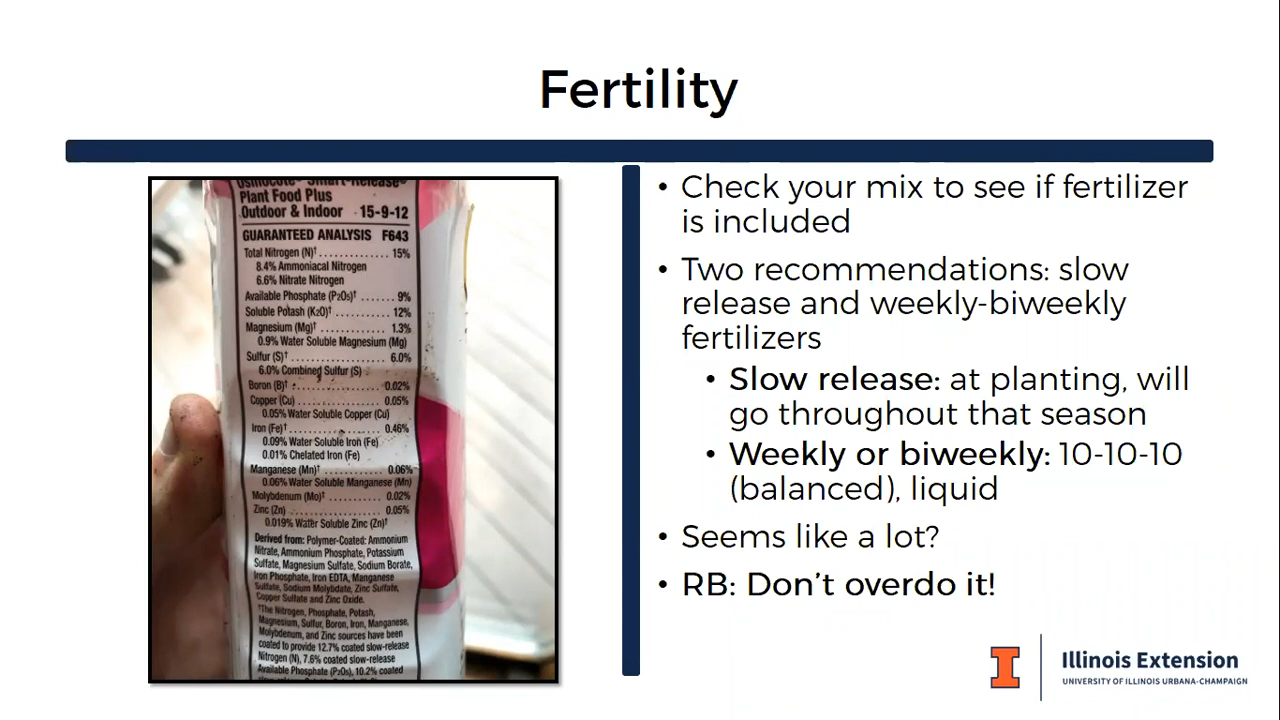 Fertility
Osmocote® Smart-Release®
Plant Food Plus
Outdoor & Indoor · 15-9-12
GUARANTEED ANALYSIS F643
Total Nitrogen (N)† ............ 15%
8.4% Ammoniacal Nitrogen
6.6% Nitrate Nitrogen
Available Phosphate (P2O5)† ....... 9%
Soluble Potash (K2O)† ........... 12%
Magnesium (Mg)† .............. 1.3%
0.9% Water Soluble Magnesium (Mg)
Sulfur (S)† .................... 6.0%
6.0% Combined Sulfur (S)
Boron (B)† .................... 0.02%
Copper (Cu) ................... 0.05%
0.05% Water Soluble Copper (Cu)
Iron (Fe)† ..................... 0.46%
0.09% Water Soluble Iron (Fe)
0.01% Chelated Iron (Fe)
Manganese (Mn)† ............... 0.06%
0.06% Water Soluble Manganese (Mn)
Molybdenum (Mo)† ............. 0.02%
Zinc (Zn) ...................... 0.05%
0.019% Water Soluble Zinc (Zn)†
Derived from: Polymer-Coated: Ammonium
Nitrate, Ammonium Phosphate, Potassium
Sulfate, Magnesium Sulfate, Sodium Borate,
Iron Phosphate, Iron EDTA, Manganese
Sulfate, Sodium Molybdate, Zinc Sulfate,
Copper Sulfate and Zinc Oxide.
†The Nitrogen, Phosphate, Potash,
Magnesium, Sulfur, Boron, Iron, Manganese,
Molybdenum, and Zinc sources have been
coated to provide 12.7% coated slow-release
Nitrogen (N), 7.6% coated slow-release
Available Phosphate (P2O5), 10.2% coated
• Check your mix to see if fertilizer
is included
• Two recommendations: slow
release and weekly-biweekly
fertilizers
• Slow release: at planting, will
go throughout that season
• Weekly or biweekly: 10-10-10
(balanced), liquid
• Seems like a lot?
• RB: Don't overdo it!
I
Illinois Extension
UNIVERSITY OF ILLINOIS URBANA-CHAMPAIGN